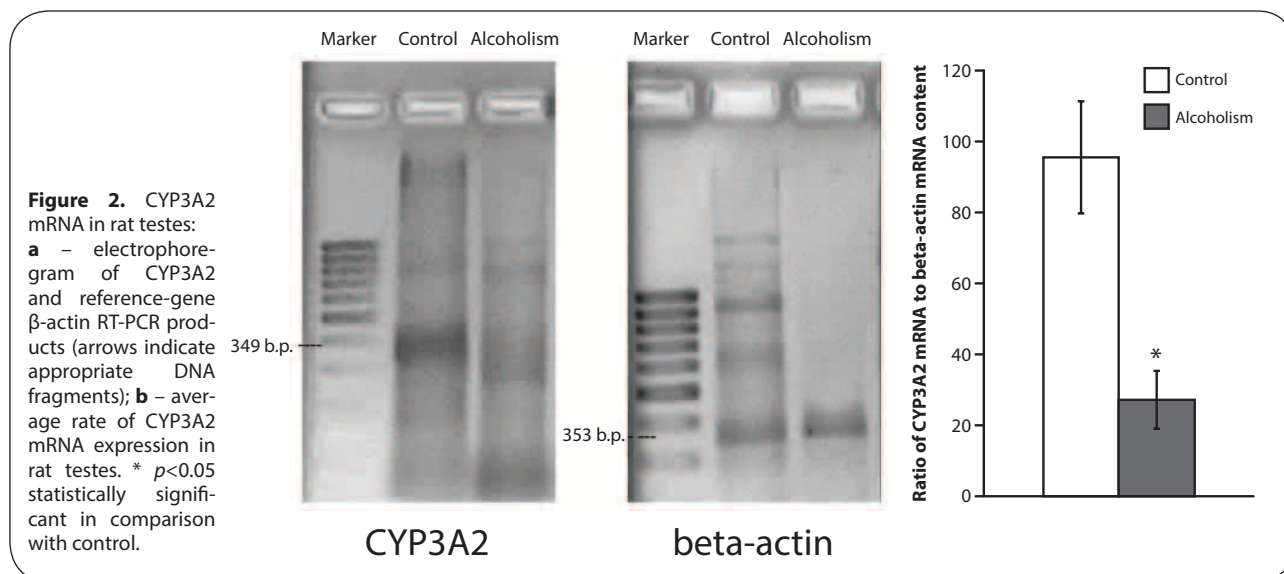 Figure 2. CYP3A2
mRNA in rat testes:
a – electrophore-
gram of CYP3A2
and reference-gene
β-actin RT-PCR prod-
ucts (arrows indicate
appropriate DNA
fragments); b – aver-
age rate of CYP3A2
mRNA expression in
rat testes. * p<0.05
statistically signifi-
cant in comparison
with control.
Marker Control Alcoholism
349 b.p.
CYP3A2
Marker Control Alcoholism
353 b.p.
beta-actin
Ratio of CYP3A2 mRNA to beta-actin mRNA content
120
100
80
60
40
20
0
Control
Alcoholism
*